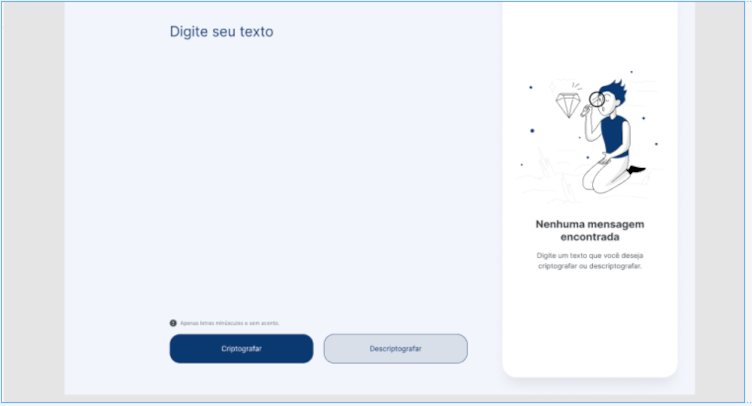 Digite seu texto
Nenhuma mensagem
encontrada
Digite um texto que você deseja
criptografar ou descriptografar.
Apenas letras minúsculas e sem acento.
Criptografar
Descriptografar